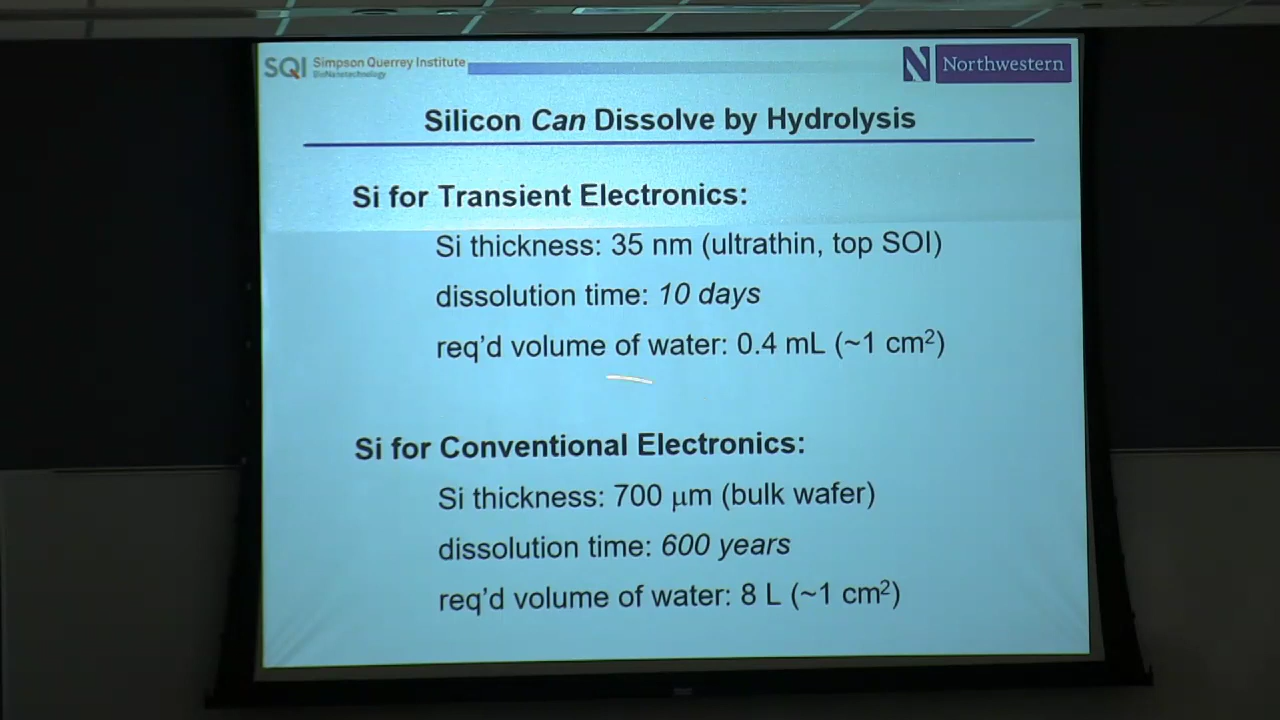 SQI Simpson Querrey Institute
BioNanotechnology
N Northwestern
Silicon Can Dissolve by Hydrolysis
Si for Transient Electronics:
Si thickness: 35 nm (ultrathin, top SOI)
dissolution time: 10 days
req'd volume of water: 0.4 mL (~1 cm²)
Si for Conventional Electronics:
Si thickness: 700 μm (bulk wafer)
dissolution time: 600 years
req'd volume of water: 8 L (~1 cm²)